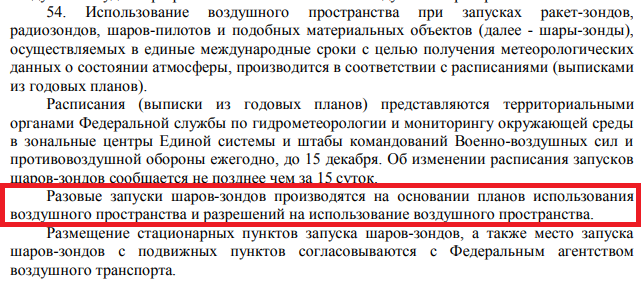 54. Использование воздушного пространства при запусках ракет-зондов,
радиозондов, шаров-пилотов и подобных материальных объектов (далее - шары-зонды),
осуществляемых в единые международные сроки с целью получения метеорологических
данных о состоянии атмосферы, производится в соответствии с расписаниями (выписками
из годовых планов).
Расписания (выписки из годовых планов) представляются территориальными
органами Федеральной службы по гидрометеорологии и мониторингу окружающей среды
в зональные центры Единой системы и штабы командований Военно-воздушных сил и
противовоздушной обороны ежегодно, до 15 декабря. Об изменении расписания запусков
шаров-зондов сообщается не позднее чем за 15 суток.
Разовые запуски шаров-зондов производятся на основании планов использования
воздушного пространства и разрешений на использование воздушного пространства.
Размещение стационарных пунктов запуска шаров-зондов, а также место запуска
шаров-зондов с подвижных пунктов согласовываются с Федеральным агентством
воздушного транспорта.